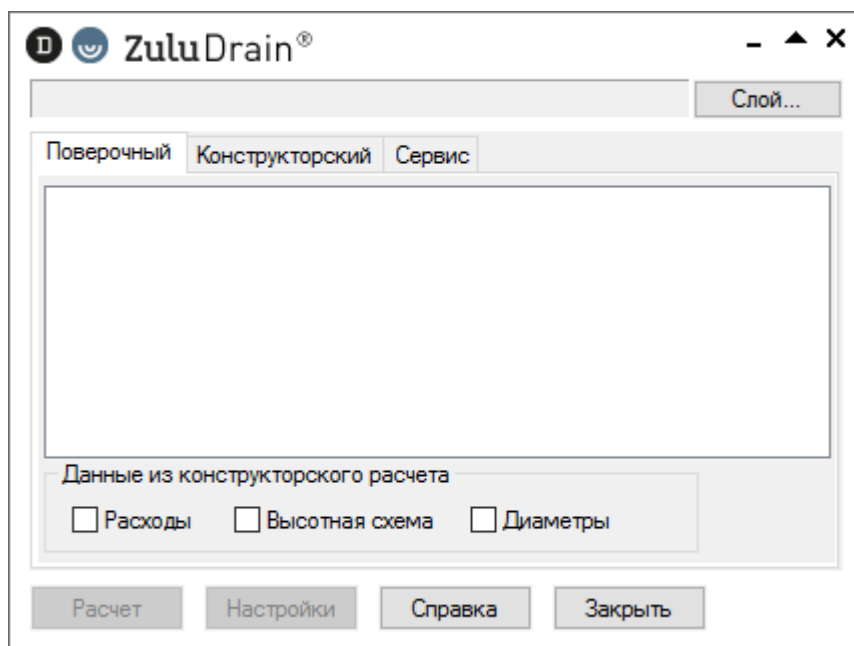 D ZuluDrain®
Слой...
Поверочный Конструкторский Сервис
Данные из конструкторского расчета
Расходы Высотная схема Диаметры
Расчет Настройки Справка Закрыть